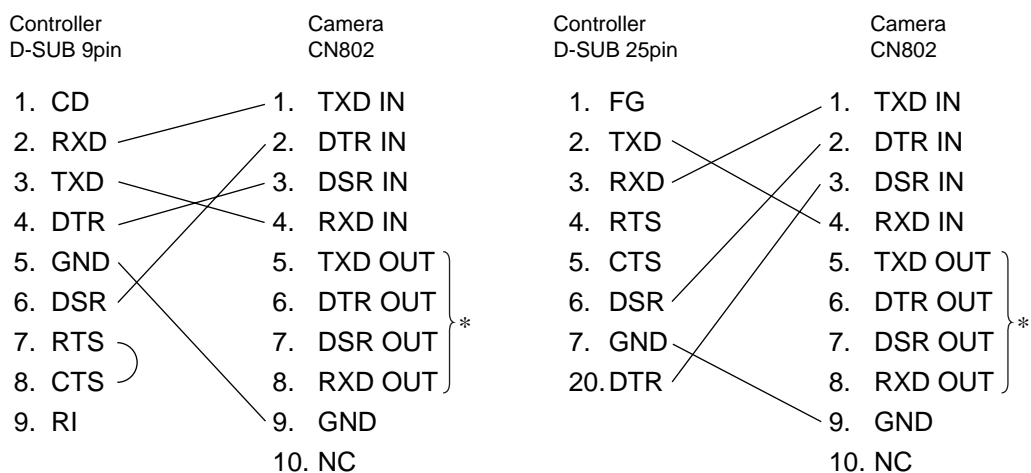 Controller
D-SUB 9pin
Camera
CN802
1. CD
2. RXD
3. TXD
4. DTR
5. GND
6. DSR
7. RTS
8. CTS
9. RI
1. TXD IN
2. DTR IN
3. DSR IN
4. RXD IN
5. TXD OUT
6. DTR OUT
7. DSR OUT
8. RXD OUT
*
9. GND
10. NC
Controller
D-SUB 25pin
Camera
CN802
1. FG
2. TXD
3. RXD
4. RTS
5. CTS
6. DSR
7. GND
20. DTR
1. TXD IN
2. DTR IN
3. DSR IN
4. RXD IN
5. TXD OUT
6. DTR OUT
7. DSR OUT
8. RXD OUT
*
9. GND
10. NC